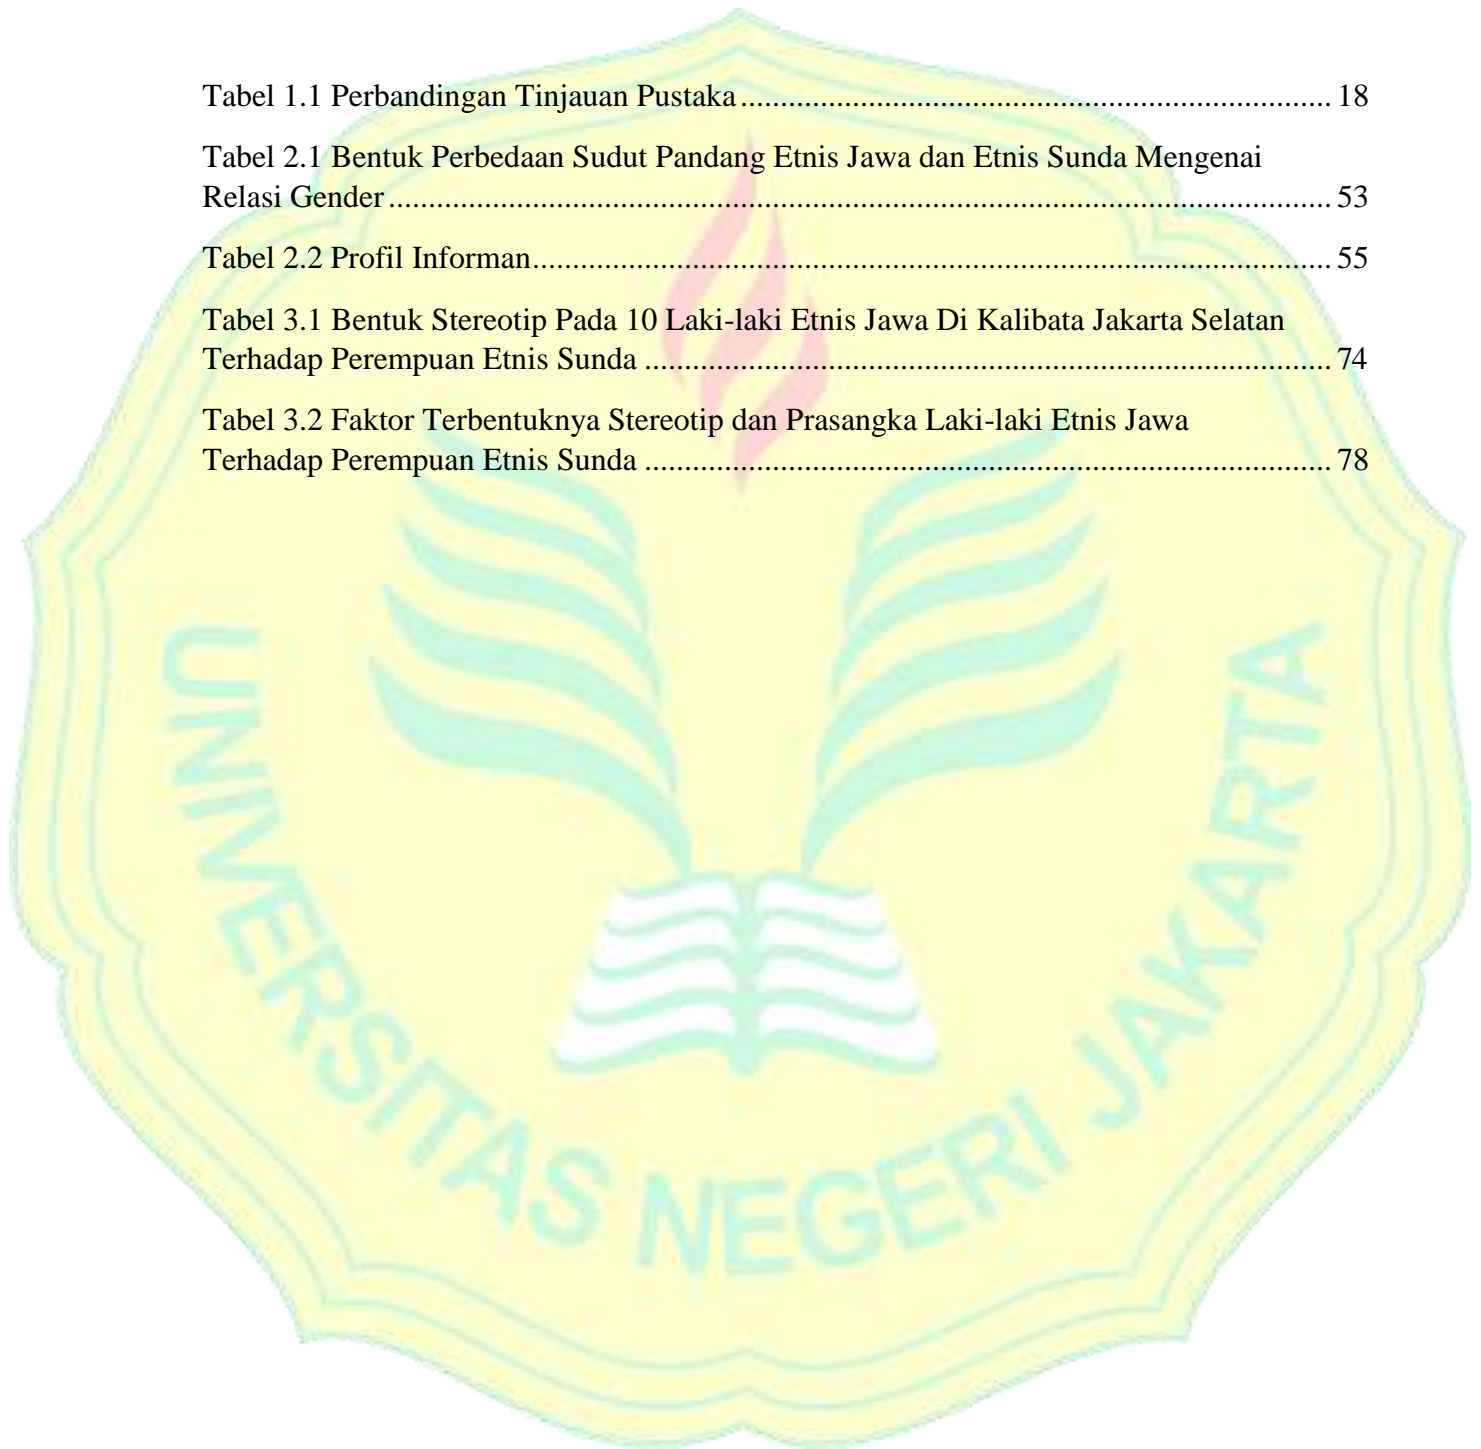 Tabel 1.1 Perbandingan Tinjauan Pustaka.......................................................................... 18
Tabel 2.1 Bentuk Perbedaan Sudut Pandang Etnis Jawa dan Etnis Sunda Mengenai
Relasi Gender...................................................................................................................... 53
Tabel 2.2 Profil Informan.................................................................................................... 55
Tabel 3.1 Bentuk Stereotip Pada 10 Laki-laki Etnis Jawa Di Kalibata Jakarta Selatan
Terhadap Perempuan Etnis Sunda ...................................................................................... 74
Tabel 3.2 Faktor Terbentuknya Stereotip dan Prasangka Laki-laki Etnis Jawa
Terhadap Perempuan Etnis Sunda ...................................................................................... 78
UNIVERSITAS NEGERI JAKARTA